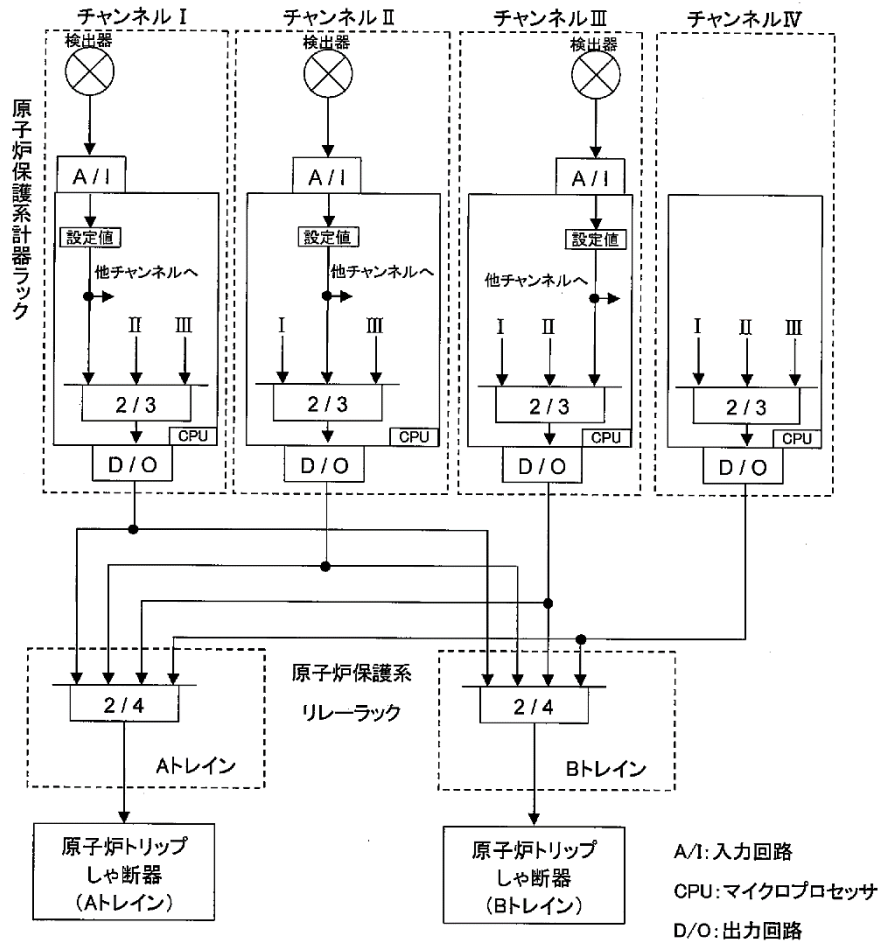 チャンネルⅠ
チャンネルⅡ
チャンネルⅢ
チャンネルⅣ
検出器
検出器
検出器
原子炉保護系計器ラック
A/I
A/I
A/I
設定値
設定値
設定値
他チャンネルへ
他チャンネルへ
他チャンネルへ
Ⅱ
Ⅲ
Ⅰ
Ⅲ
Ⅰ
Ⅱ
Ⅰ
Ⅱ
Ⅲ
2/3
2/3
2/3
2/3
CPU
CPU
CPU
CPU
D/O
D/O
D/O
D/O
原子炉保護系
リレーラック
2/4
2/4
Aトレイン
Bトレイン
原子炉トリップ
しゃ断器
(Aトレイン)
原子炉トリップ
しゃ断器
(Bトレイン)
A/I:入力回路
CPU:マイクロプロセッサ
D/O:出力回路